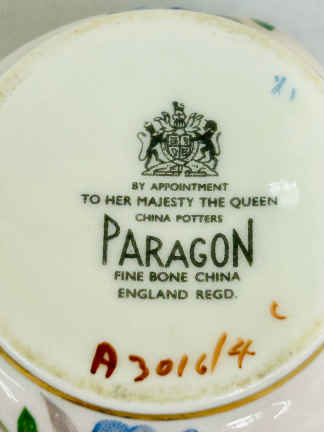 BY APPOINTMENT
TO HER MAJESTY THE QUEEN
CHINA POTTERS
PARAGON
FINE BONE CHINA
ENGLAND REGD.
A3016/4